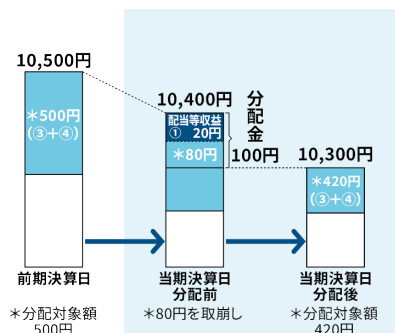 10,500円
＊500円
(③＋④)
前期決算日
＊分配対象額
500円
10,400円
配当等収益
① 20円
＊80円
分配金
100円
当期決算日
分配前
＊80円を取崩し
10,300円
＊420円
(③＋④)
当期決算日
分配後
＊分配対象額
420円